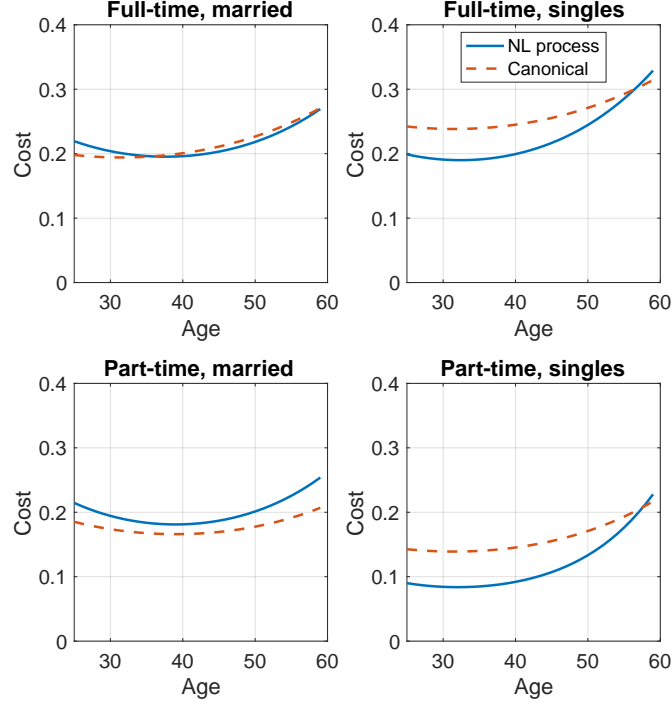 Full-time, married
0.4
0.3
0.2
0.1
0
Cost
30
40
50
60
Age
Full-time, singles
NL process
Canonical
0.4
0.3
0.2
0.1
0
Cost
30
40
50
60
Age
Part-time, married
0.4
0.3
0.2
0.1
0
Cost
30
40
50
60
Age
Part-time, singles
0.4
0.3
0.2
0.1
0
Cost
30
40
50
60
Age